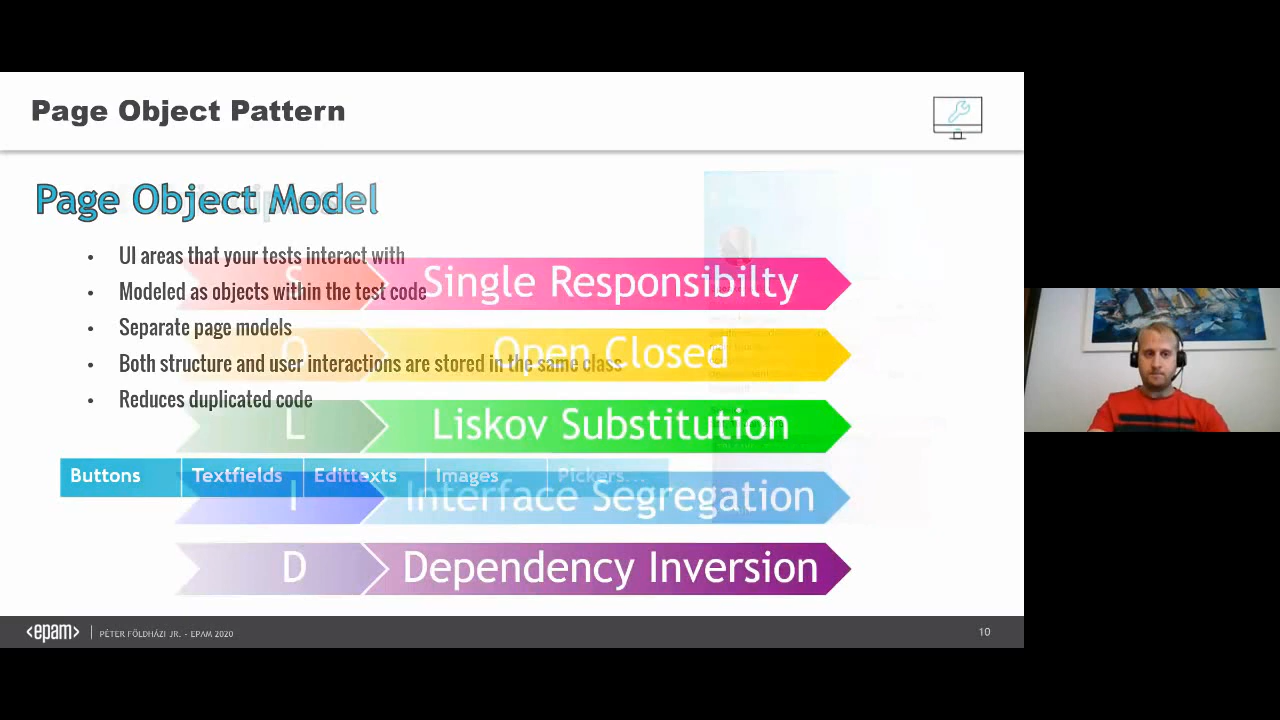 Page Object Pattern
Page Object Model
• UI areas that your tests interact with
• Modeled as objects within the test code
• Separate page models
• Both structure and user interactions are stored in the same class
• Reduces duplicated code
S Single Responsibilty
O Open Closed
L Liskov Substitution
Buttons Textfields Edittexts Images Pickers...
I Interface Segregation
D Dependency Inversion
<epam> | PÉTER FÖLDHÁZI JR. - EPAM 2020
10